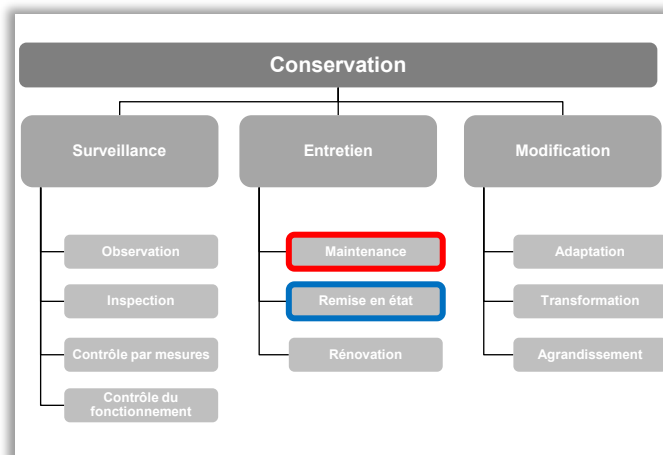 Conservation
Surveillance
Entretien
Modification
Observation
Maintenance
Adaptation
Inspection
Remise en état
Transformation
Contrôle par mesures
Rénovation
Agrandissement
Contrôle du
fonctionnement